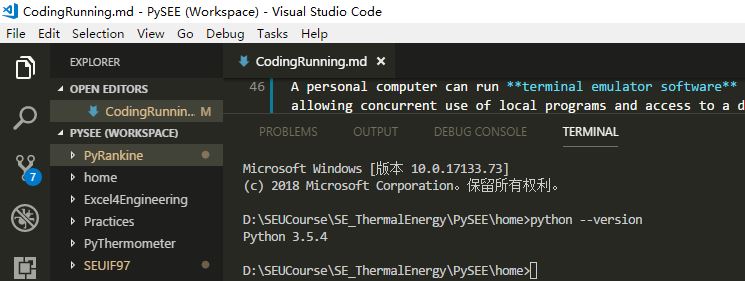 CodingRunning.md - PySEE (Workspace) - Visual Studio Code
File Edit Selection View Go Debug Tasks Help
EXPLORER
OPEN EDITORS
CodingRunnin... M
PYSEE (WORKSPACE)
PyRankine
home
Excel4Engineering
Practices
PyThermometer
SEUIF97
7
CodingRunning.md
46 A personal computer can run **terminal emulator software**
allowing concurrent use of local programs and access to a d
PROBLEMS OUTPUT DEBUG CONSOLE TERMINAL
Microsoft Windows [版本 10.0.17133.73]
(c) 2018 Microsoft Corporation。保留所有权利。
D:\SEUCourse\SE_ThermalEnergy\PySEE\home>python --version
Python 3.5.4
D:\SEUCourse\SE_ThermalEnergy\PySEE\home>